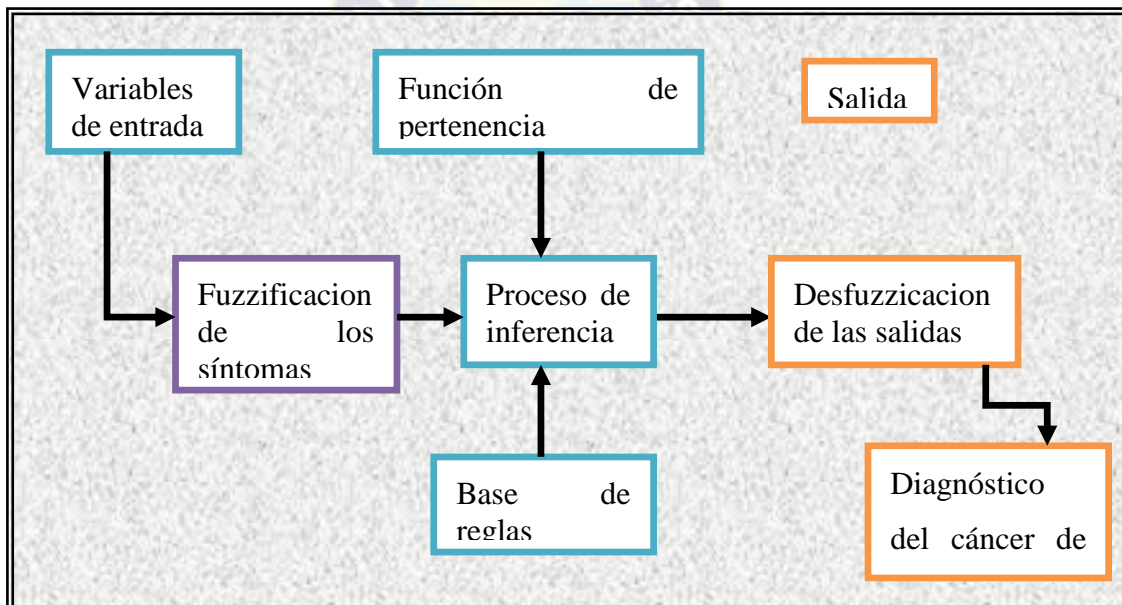 Variables
de entrada
Función de
pertenencia
Salida
Fuzzificacion
de los
síntomas
Proceso de
inferencia
Desfuzzicacion
de las salidas
Base de
reglas
Diagnóstico
del cáncer de